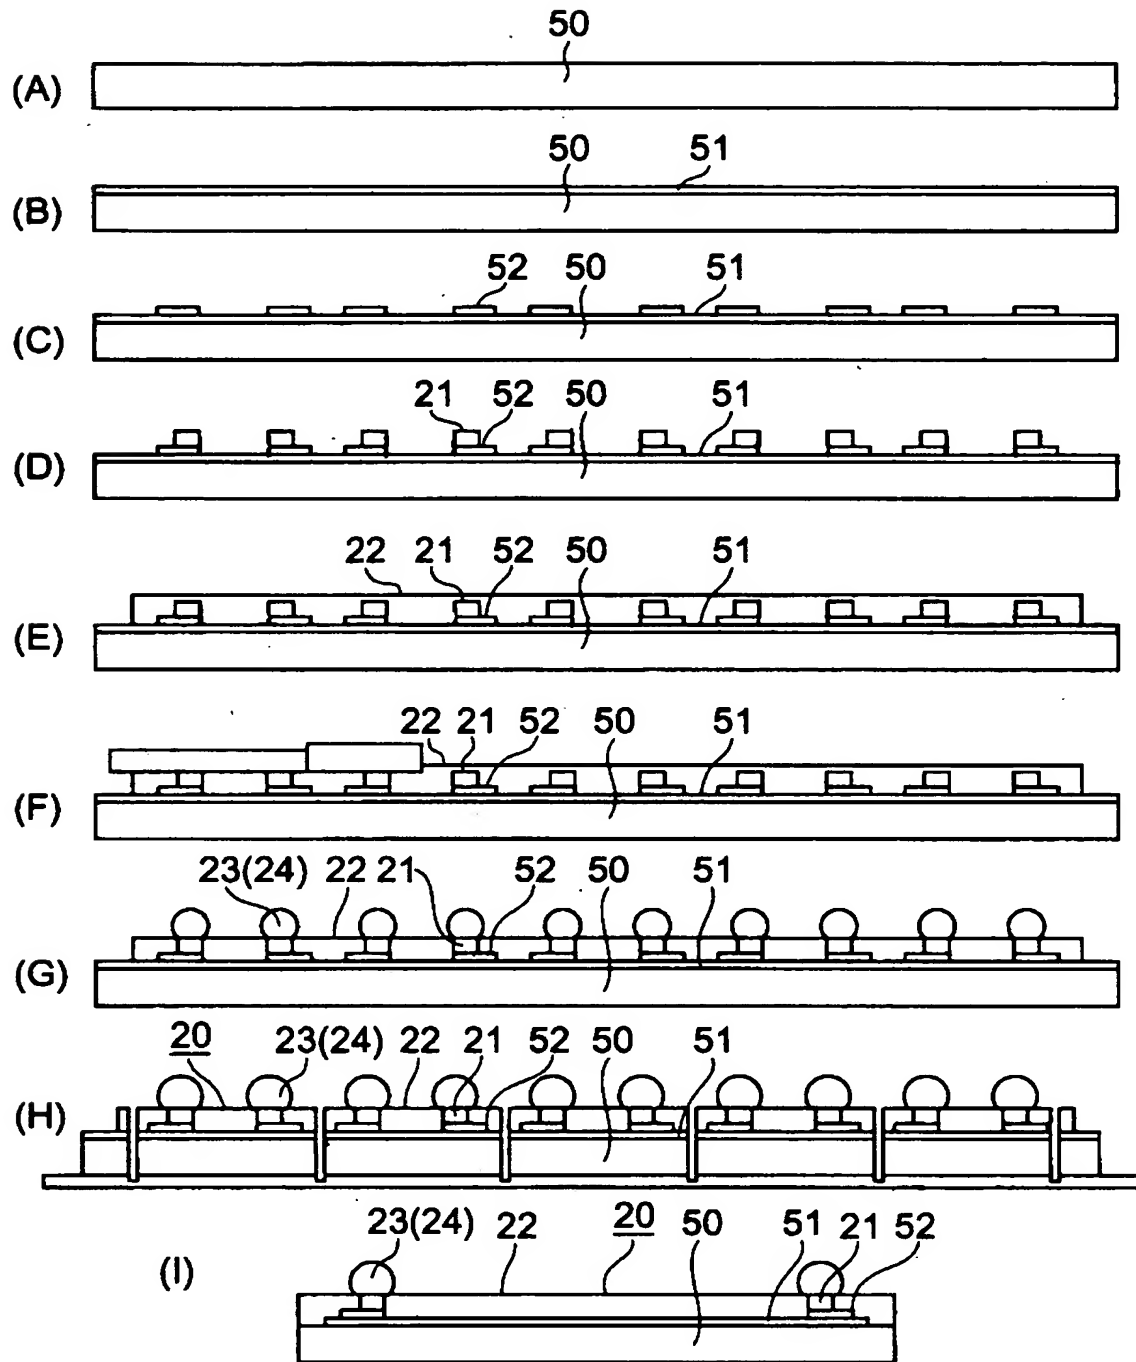 50
(A)
50 51
(B)
52 50 51
(C)
21 52 50 51
(D)
22 21 52 50 51
(E)
22 21 52 50 51
(F)
23(24) 22 21 52 50 51
(G)
20 23(24) 22 21 52 50 51
(H)
23(24) 22 20 50 51 21 52
(I)